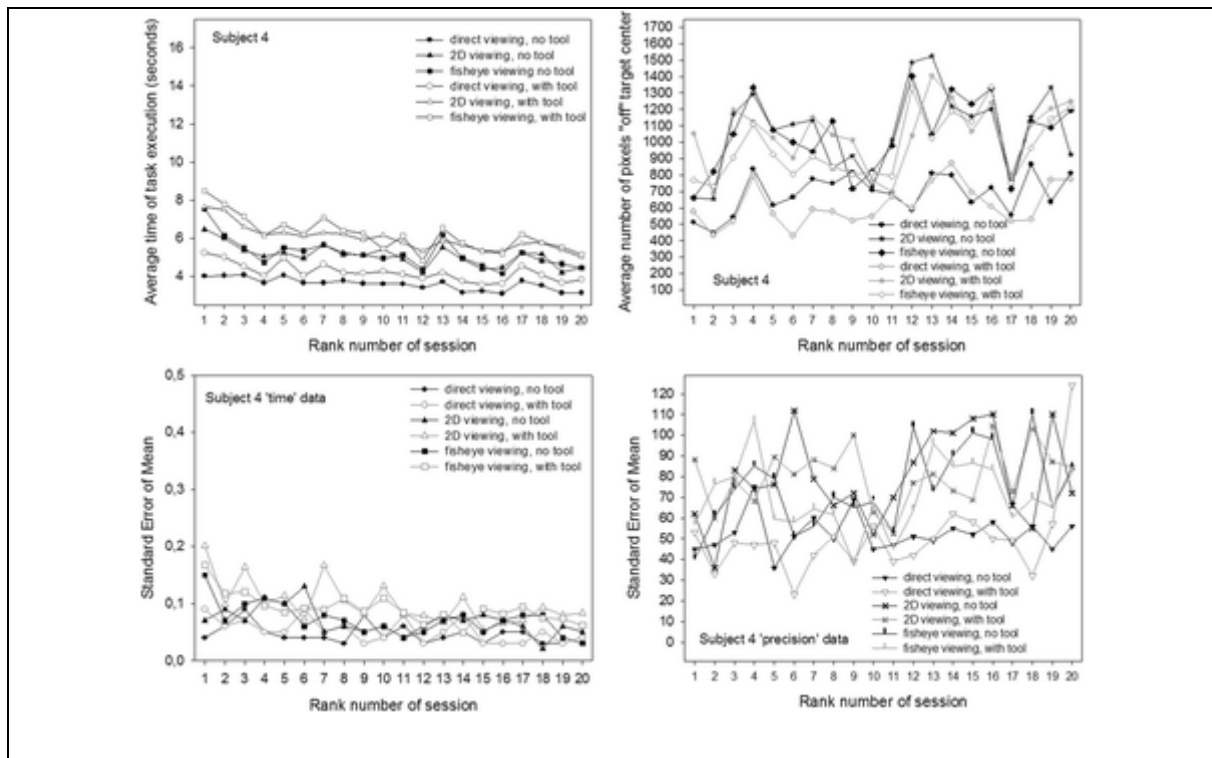 Average time of task execution (seconds)
16
14
12
10
8
6
4
Subject 4
direct viewing, no tool
2D viewing, no tool
fisheye viewing no tool
direct viewing, with tool
2D viewing, with tool
fisheye viewing, with tool
1 2 3 4 5 6 7 8 9 10 11 12 13 14 15 16 17 18 19 20
Rank number of session
Average number of pixels "off" target center
1700
1600
1500
1400
1300
1200
1100
1000
900
800
700
600
500
400
300
200
100
direct viewing, no tool
2D viewing, no tool
fisheye viewing, no tool
direct viewing, with tool
2D viewing, with tool
fisheye viewing, with tool
Subject 4
1 2 3 4 5 6 7 8 9 10 11 12 13 14 15 16 17 18 19 20
Rank number of session
Standard Error of Mean
0,5
0,4
0,3
0,2
0,1
0,0
Subject 4 'time' data
direct viewing, no tool
direct viewing, with tool
2D viewing, no tool
2D viewing, with tool
fisheye viewing, no tool
fisheye viewing, with tool
1 2 3 4 5 6 7 8 9 10 11 12 13 14 15 16 17 18 19 20
Rank number of session
Standard Error of Mean
120
110
100
90
80
70
60
50
40
30
20
10
0
direct viewing, no tool
direct viewing, with tool
2D viewing, no tool
2D viewing, with tool
fisheye viewing, no tool
fisheye viewing, with tool
Subject 4 'precision' data
1 2 3 4 5 6 7 8 9 10 11 12 13 14 15 16 17 18 19 20
Rank number of session